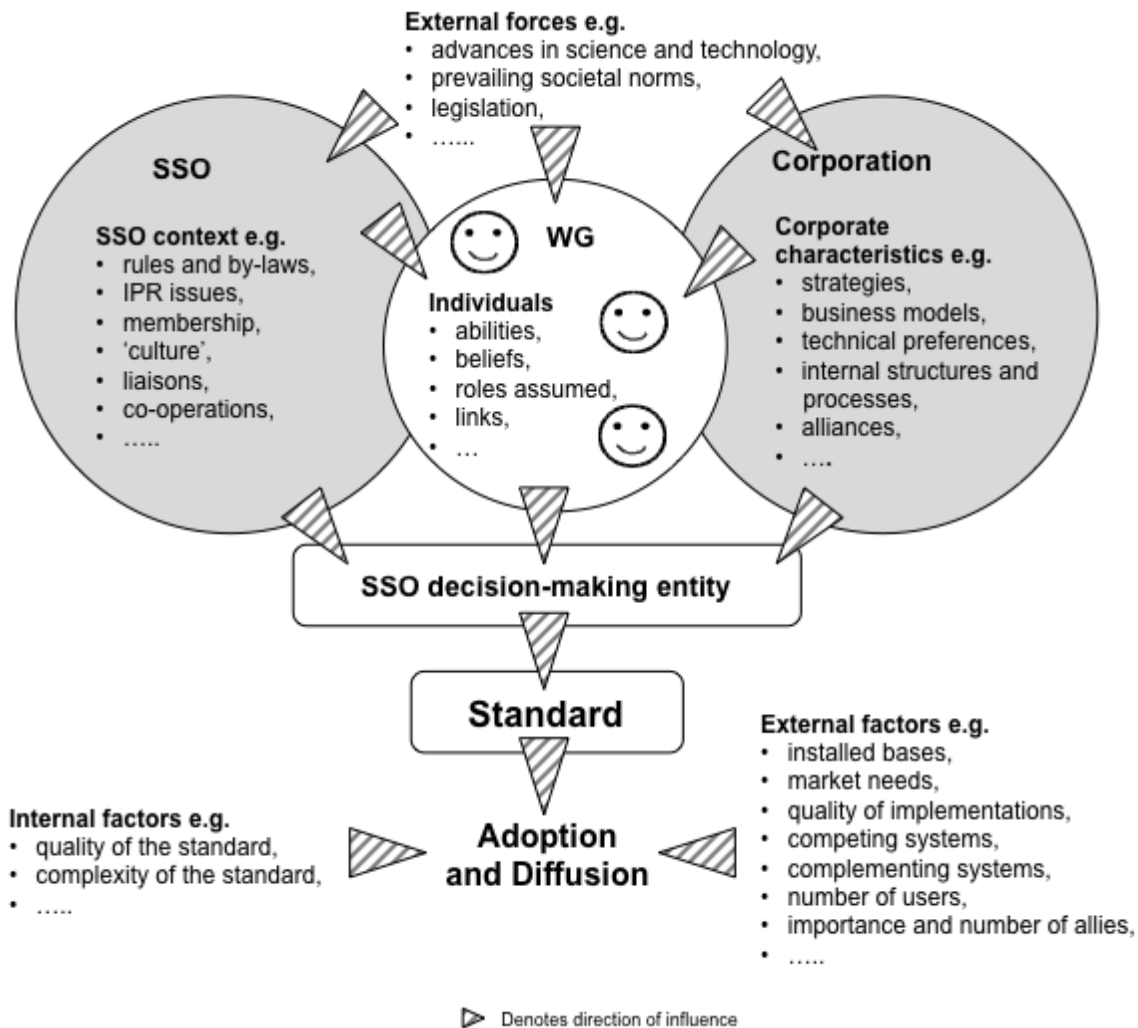 External forces e.g.
• advances in science and technology,
• prevailing societal norms,
• legislation,
• …...
SSO
SSO context e.g.
• rules and by-laws,
• IPR issues,
• membership,
• ‘culture’,
• liaisons,
• co-operations,
• …..
WG
Individuals
• abilities,
• beliefs,
• roles assumed,
• links,
• …
Corporation
Corporate
characteristics e.g.
• strategies,
• business models,
• technical preferences,
• internal structures and
processes,
• alliances,
• ….
SSO decision-making entity
Standard
Internal factors e.g.
• quality of the standard,
• complexity of the standard,
• …..
Adoption
and Diffusion
External factors e.g.
• installed bases,
• market needs,
• quality of implementations,
• competing systems,
• complementing systems,
• number of users,
• importance and number of allies,
• …..
Denotes direction of influence